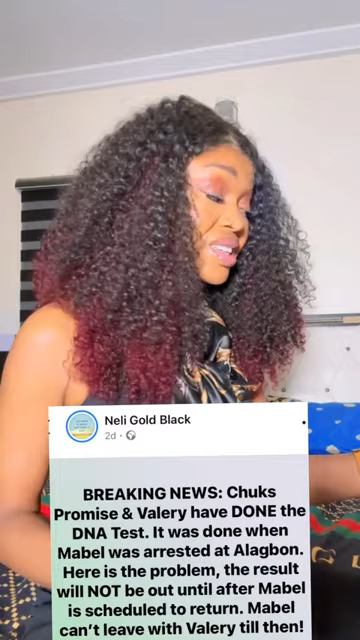 Neli Gold Black
2d
BREAKING NEWS: Chuks
Promise & Valery have DONE the
DNA Test. It was done when
Mabel was arrested at Alagbon.
Here is the problem, the result
will NOT be out until after Mabel
is scheduled to return. Mabel
can’t leave with Valery till then!